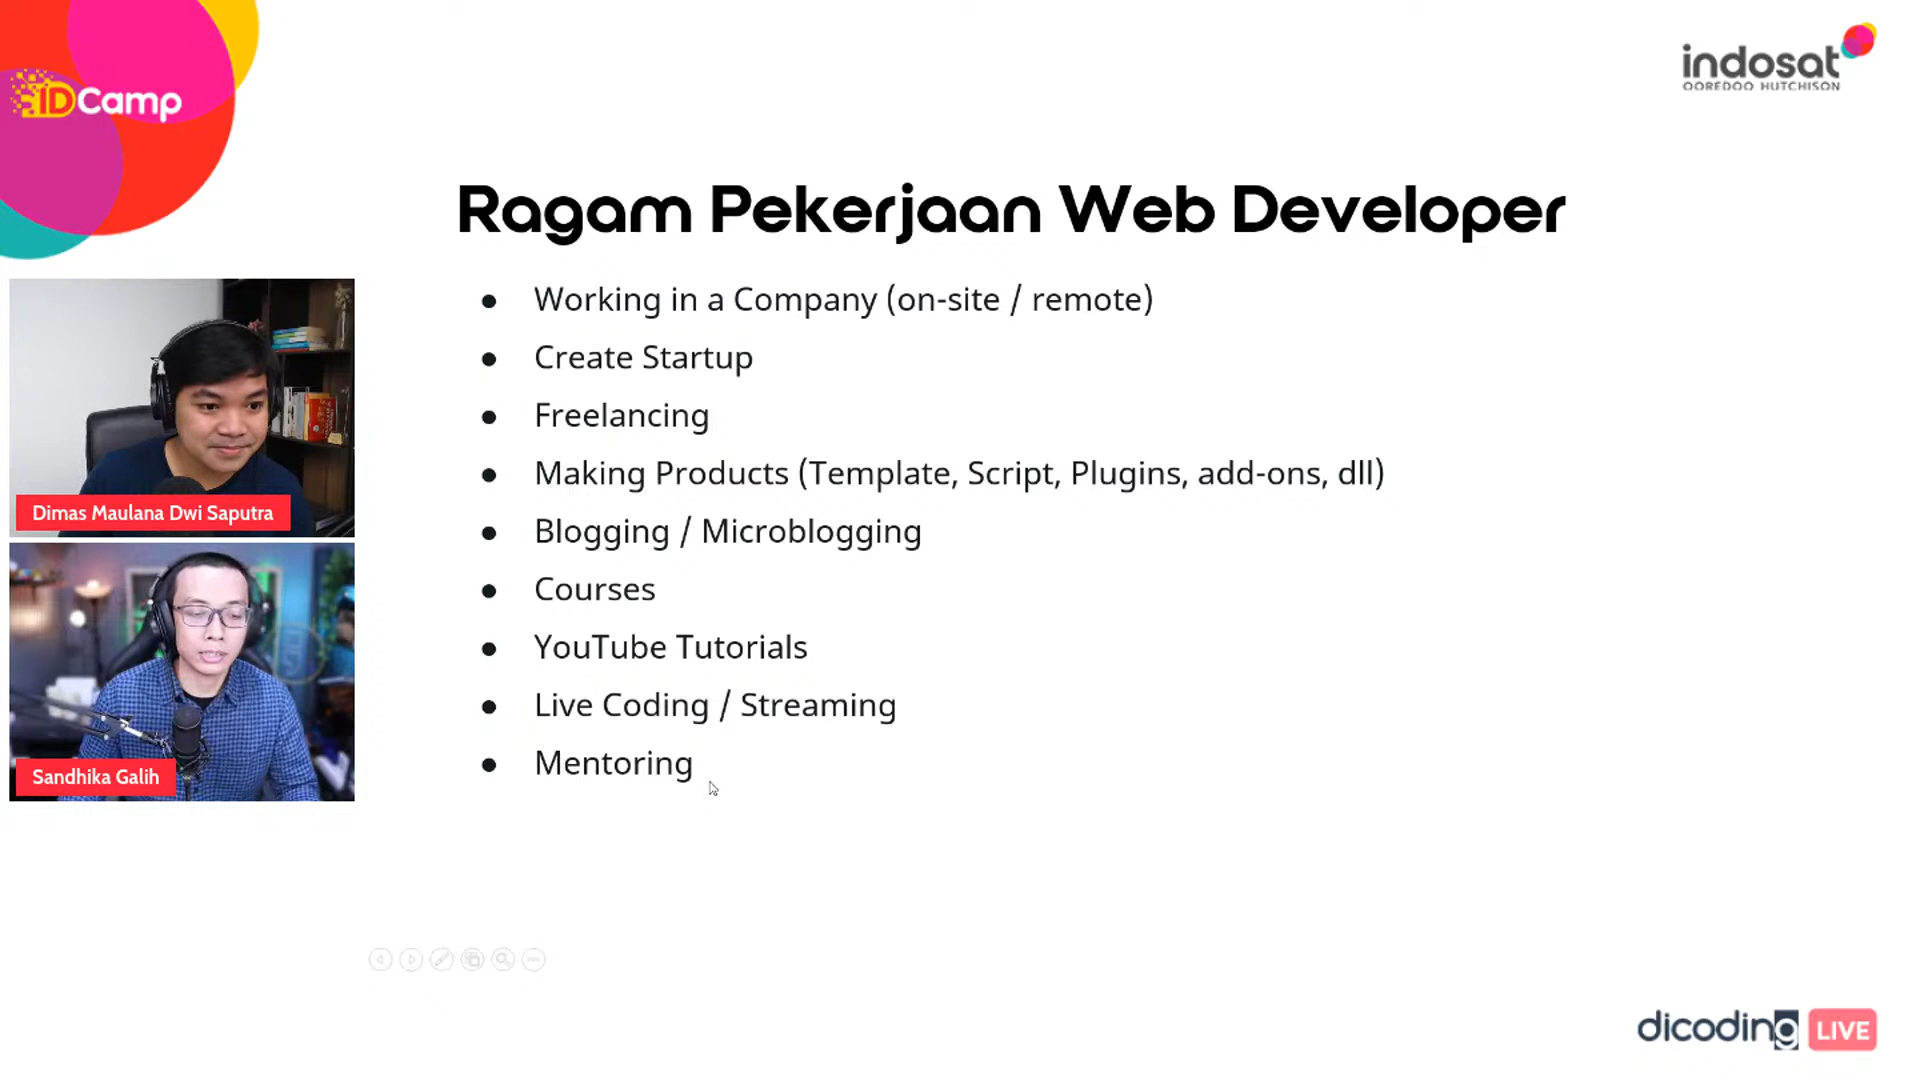 IDCamp
indosat
OOREDOO HUTCHISON
Ragam Pekerjaan Web Developer
● Working in a Company (on-site / remote)
● Create Startup
● Freelancing
● Making Products (Template, Script, Plugins, add-ons, dll)
● Blogging / Microblogging
● Courses
● YouTube Tutorials
● Live Coding / Streaming
● Mentoring
Dimas Maulana Dwi Saputra
Sandhika Galih
dicoding LIVE